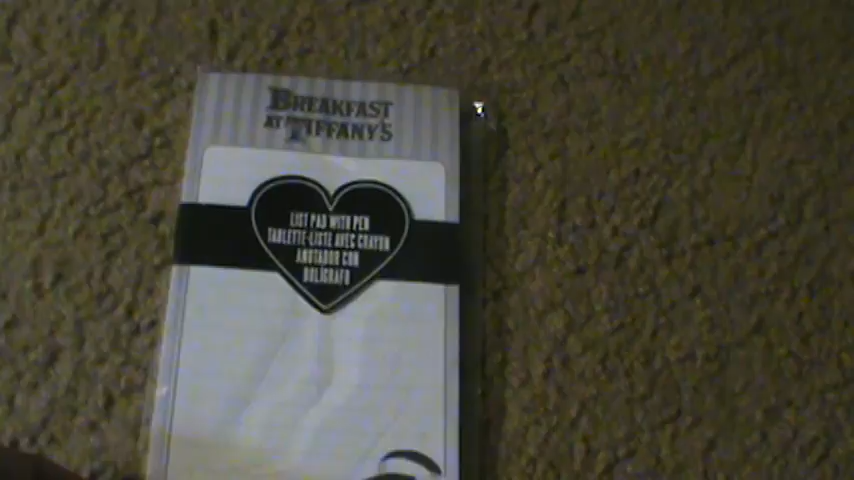 BREAKFAST
AT TIFFANY'S
LIST PAD WITH PEN
TABLETTE-LISTE AVEC CRAYON
ANOTADOR CON
BOLÍGRAFO